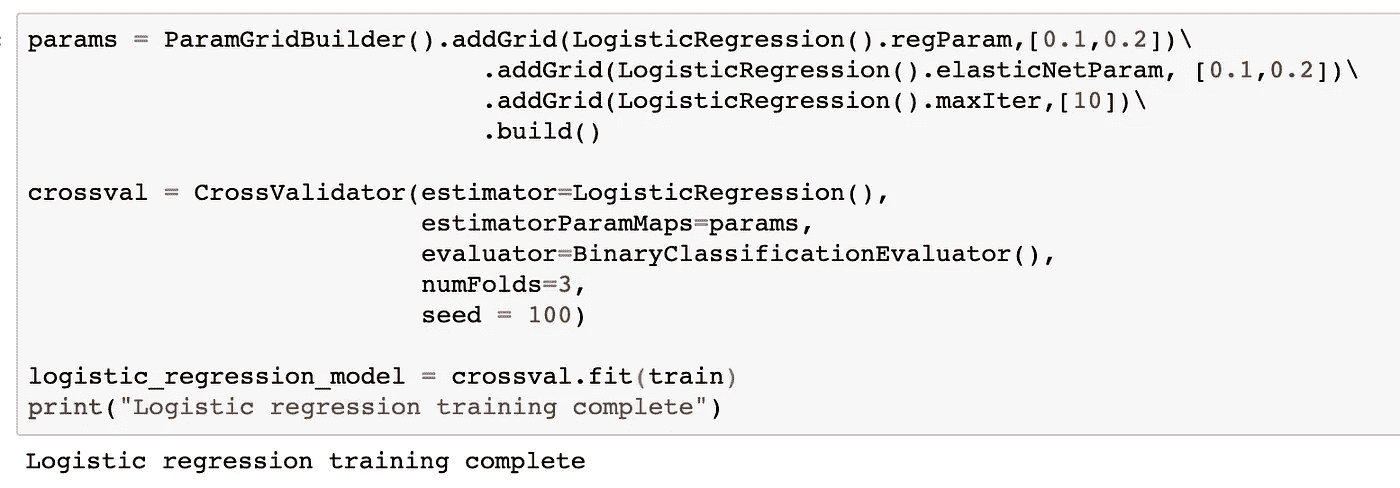 params = ParamGridBuilder().addGrid(LogisticRegression().regParam,[0.1,0.2])\
.addGrid(LogisticRegression().elasticNetParam, [0.1,0.2])\
.addGrid(LogisticRegression().maxIter,[10])\
.build()
crossval = CrossValidator(estimator=LogisticRegression(),
estimatorParamMaps=params,
evaluator=BinaryClassificationEvaluator(),
numFolds=3,
seed = 100)
logistic_regression_model = crossval.fit(train)
print("Logistic regression training complete")
Logistic regression training complete